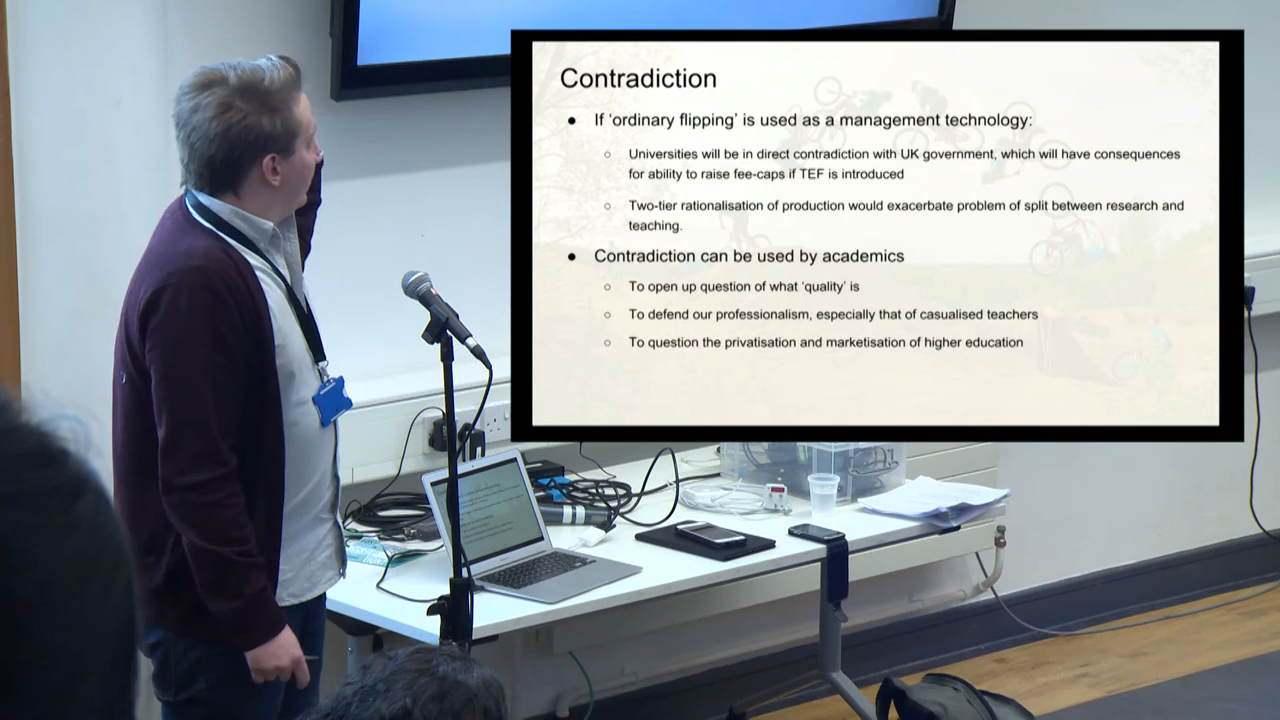 Contradiction
● If ‘ordinary flipping’ is used as a management technology:
○ Universities will be in direct contradiction with UK government, which will have consequences
for ability to raise fee-caps if TEF is introduced
○ Two-tier rationalisation of production would exacerbate problem of split between research and
teaching.
● Contradiction can be used by academics
○ To open up question of what ‘quality’ is
○ To defend our professionalism, especially that of casualised teachers
○ To question the privatisation and marketisation of higher education